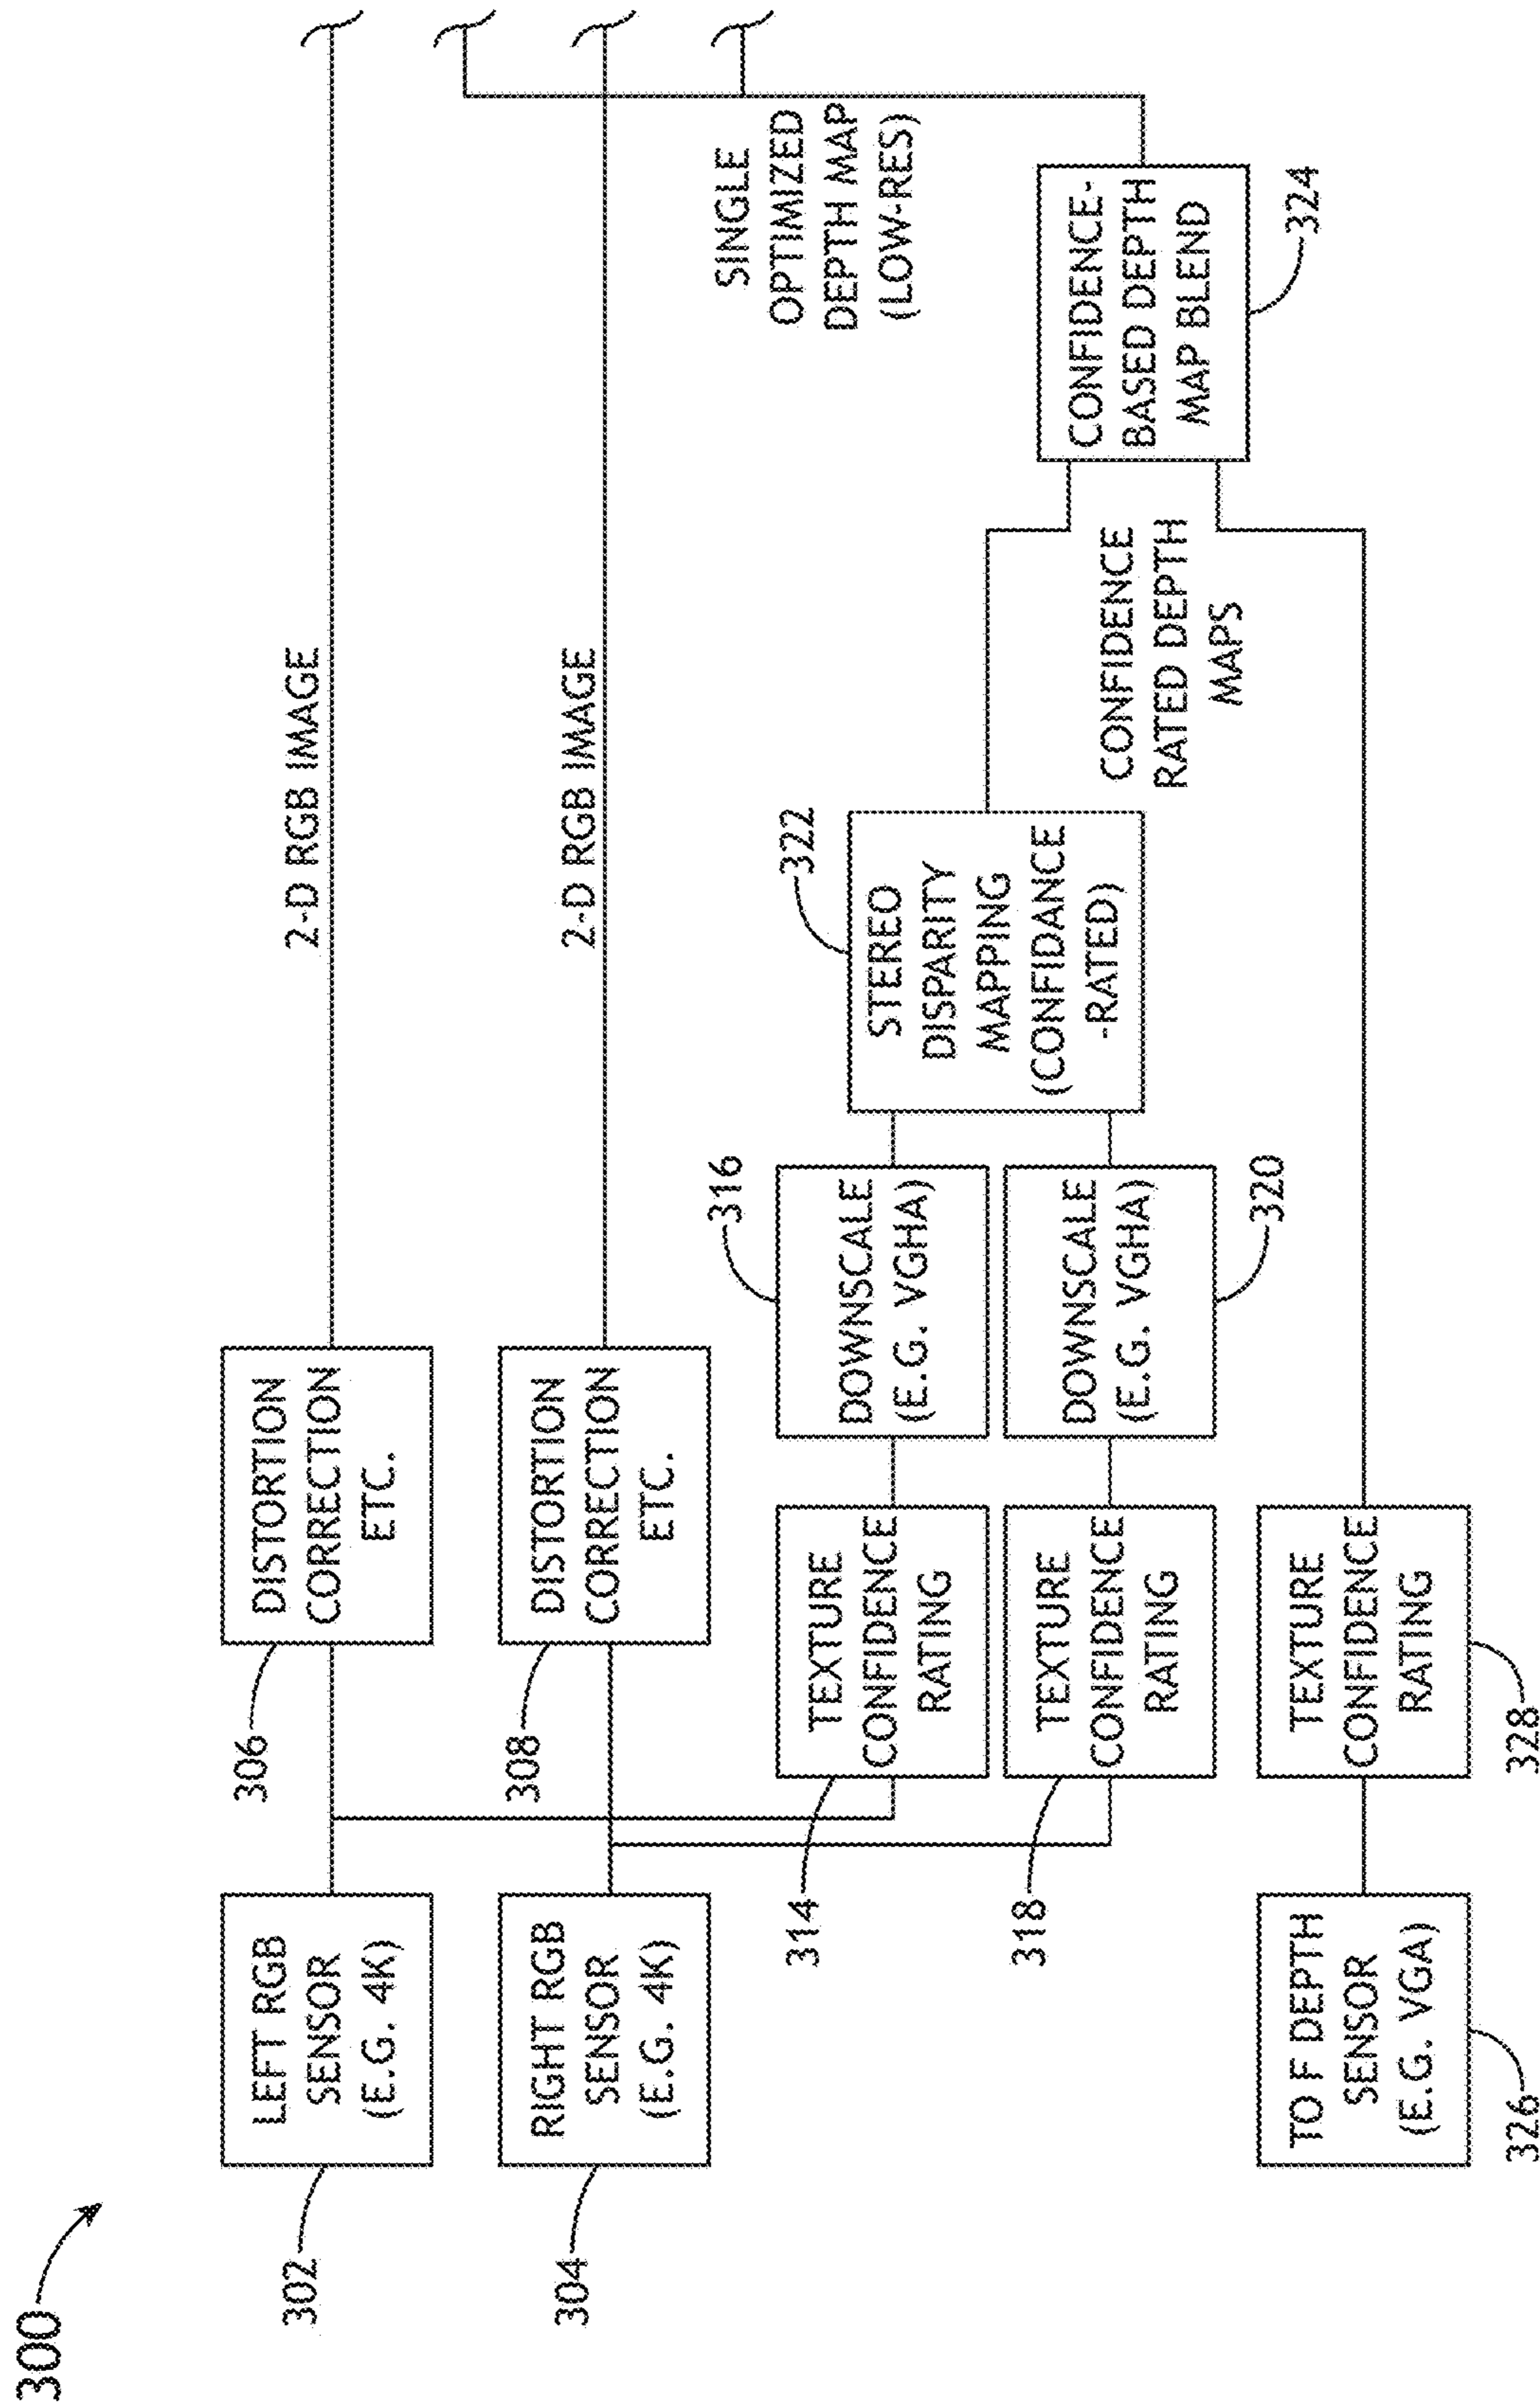 300
302
LEFT RGB
SENSOR
(E.G. 4K)
306
DISTORTION
CORRECTION
ETC.
2-D RGB IMAGE
304
RIGHT RGB
SENSOR
(E.G. 4K)
308
DISTORTION
CORRECTION
ETC.
2-D RGB IMAGE
314
TEXTURE
CONFIDENCE
RATING
316
DOWNSCALE
(E.G. VGHA)
318
TEXTURE
CONFIDENCE
RATING
DOWNSCALE
(E.G. VGHA)
320
322
STEREO
DISPARITY
MAPPING
(CONFIDANCE
-RATED)
SINGLE
OPTIMIZED
DEPTH MAP
(LOW-RES)
CONFIDENCE
RATED DEPTH
MAPS
CONFIDENCE-
BASED DEPTH
MAP BLEND
324
TO F DEPTH
SENSOR
(E.G. VGA)
326
TEXTURE
CONFIDENCE
RATING
328